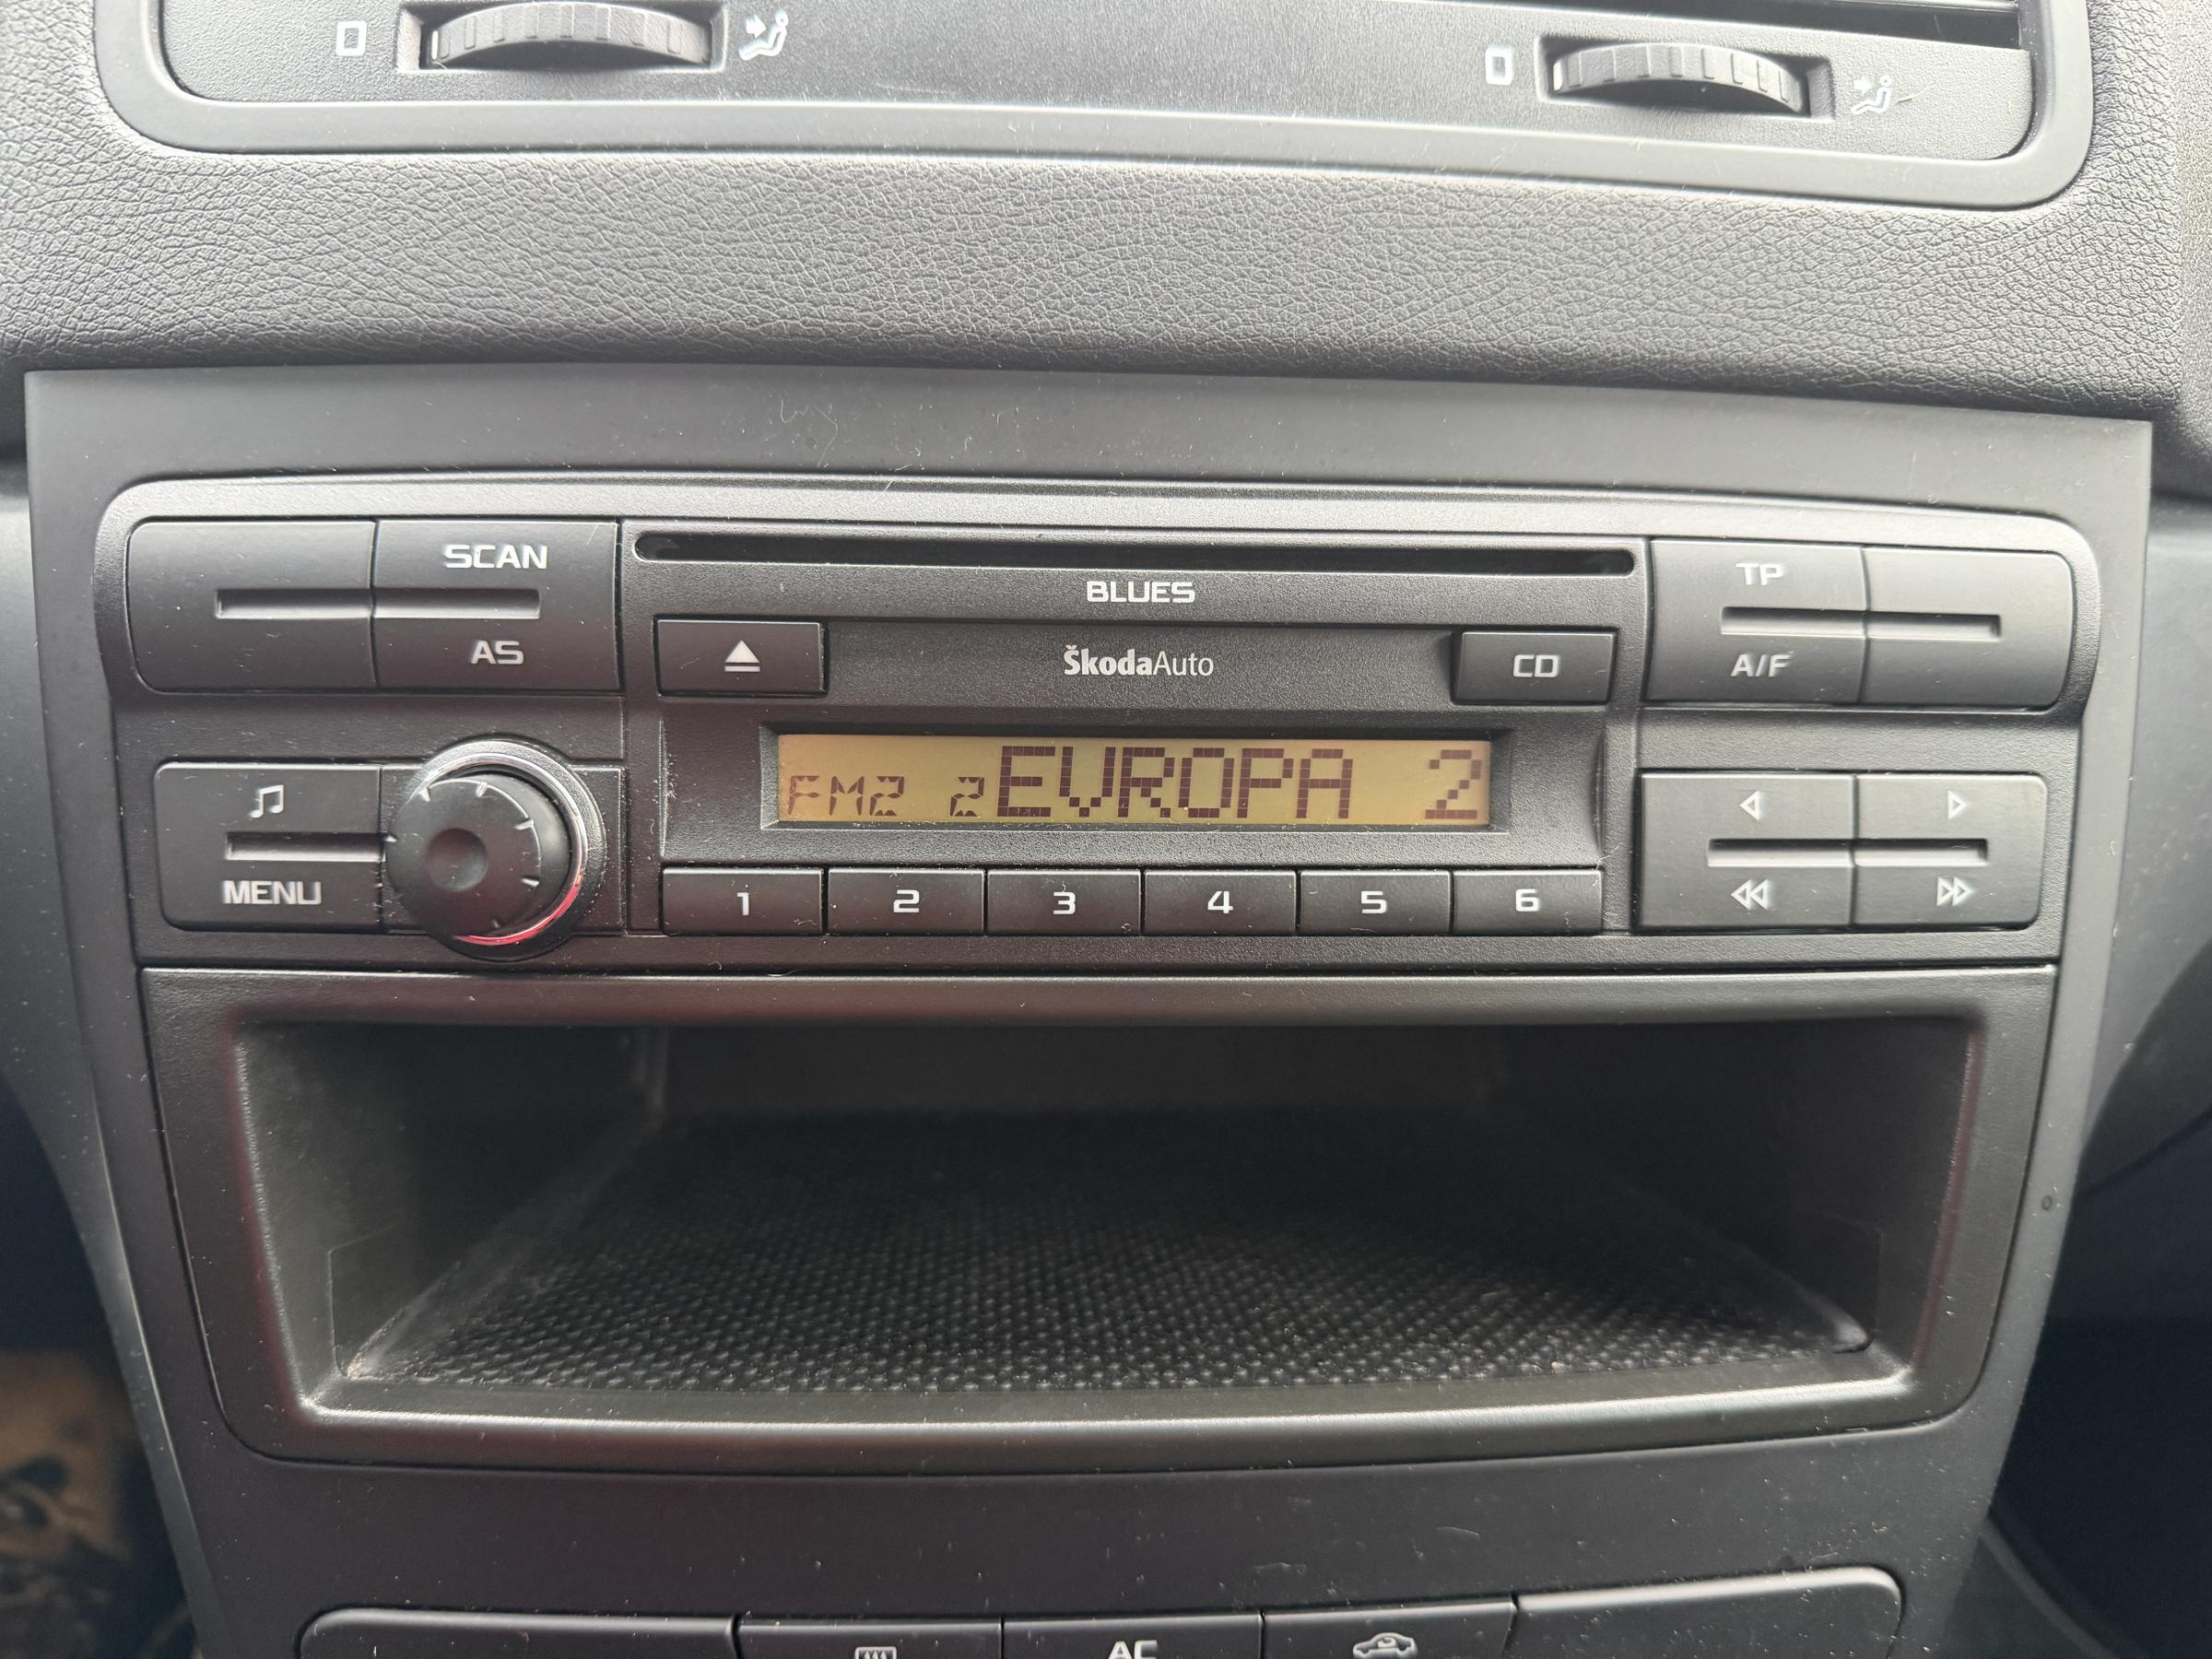 SCAN
AS
BLUES
ŠkodaAuto
CD
TP
A/F
MENU
FM2 2 EVROPA 2
1 2 3 4 5 6
AC